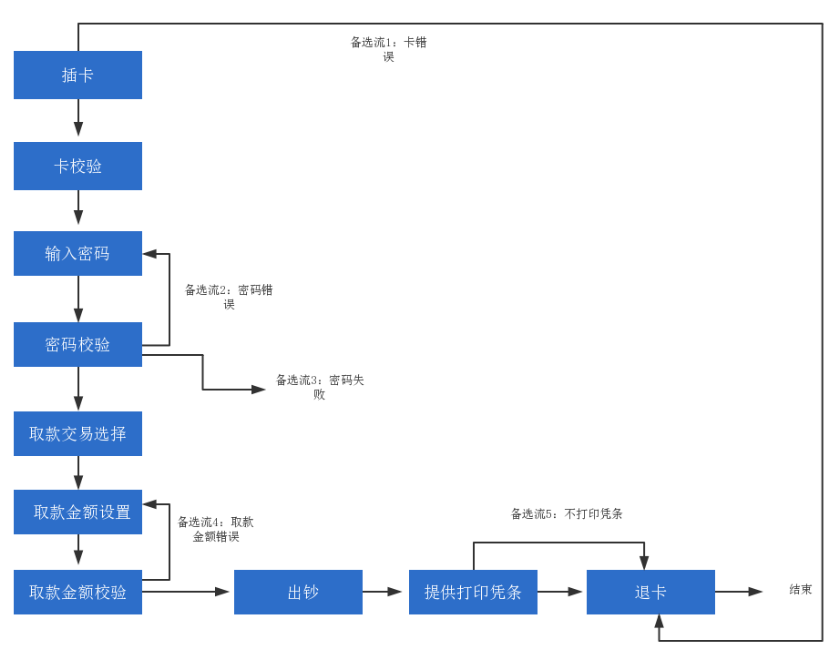 备选流1：卡错
误
插卡
卡校验
输入密码
备选流2：密码错
误
密码校验
备选流3：密码失
败
取款交易选择
取款金额设置
备选流4：取款
金额错误
备选流5：不打印凭条
取款金额校验
出钞
提供打印凭条
退卡
结束